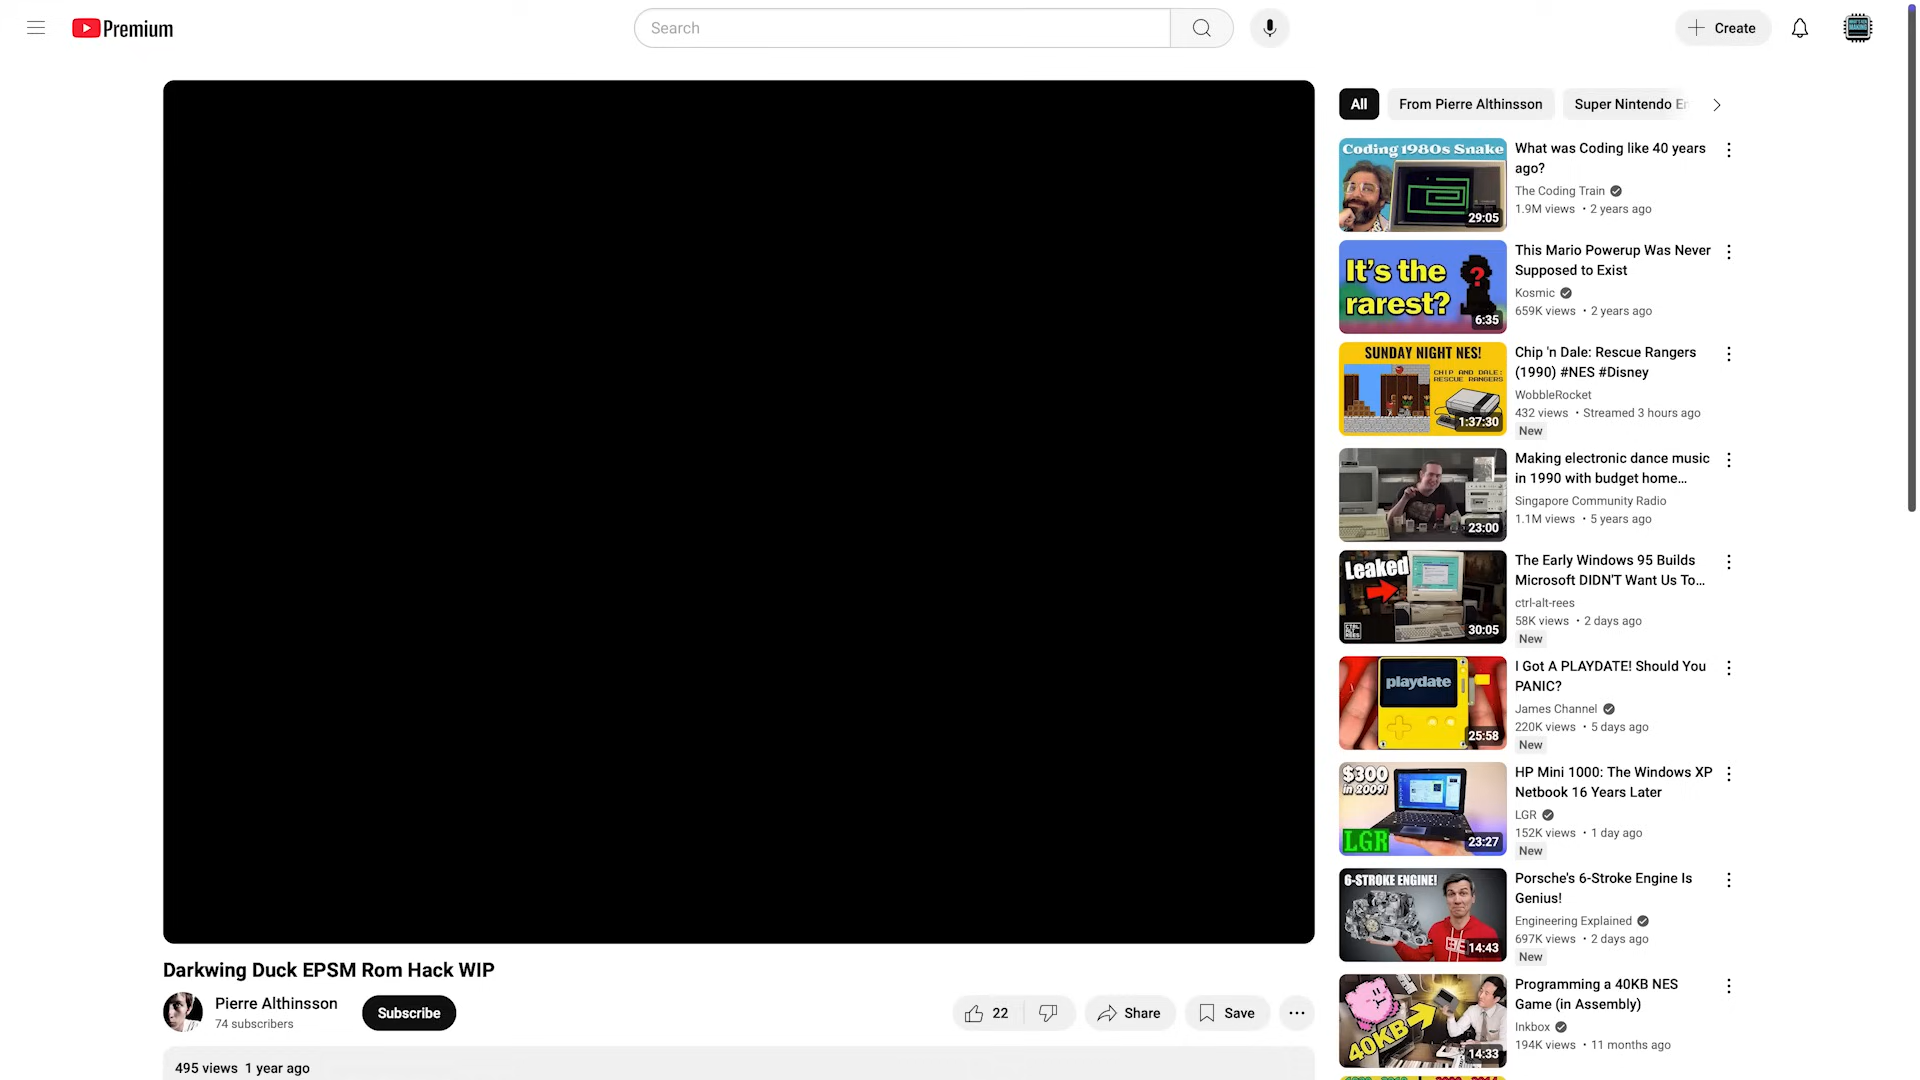 Premium
Search
Create
All
From Pierre Althinsson
Super Nintendo En
Coding 1980s Snake
29:05
What was Coding like 40 years
ago?
The Coding Train
1.9M views • 2 years ago
It's the
rarest?
?
6:35
This Mario Powerup Was Never
Supposed to Exist
Kosmic
659K views • 2 years ago
SUNDAY NIGHT NES!
CHIP AND DALE:
RESCUE RANGERS
1:37:30
Chip 'n Dale: Rescue Rangers
(1990) #NES #Disney
WobbleRocket
432 views • Streamed 3 hours ago
New
23:00
Making electronic dance music
in 1990 with budget home...
Singapore Community Radio
1.1M views • 5 years ago
Leaked
CTRL
ALT
REES
30:05
The Early Windows 95 Builds
Microsoft DIDN'T Want Us To...
ctrl-alt-rees
58K views • 2 days ago
New
playdate
25:58
I Got A PLAYDATE! Should You
PANIC?
James Channel
220K views • 5 days ago
New
$300
in 2009!
LGR
23:27
HP Mini 1000: The Windows XP
Netbook 16 Years Later
LGR
152K views • 1 day ago
New
6-STROKE ENGINE!
14:43
Porsche's 6-Stroke Engine Is
Genius!
Engineering Explained
697K views • 2 days ago
New
40KB
14:33
Programming a 40KB NES
Game (in Assembly)
Inkbox
194K views • 11 months ago
Darkwing Duck EPSM Rom Hack WIP
Pierre Althinsson
74 subscribers
Subscribe
22
Share
Save
495 views 1 year ago